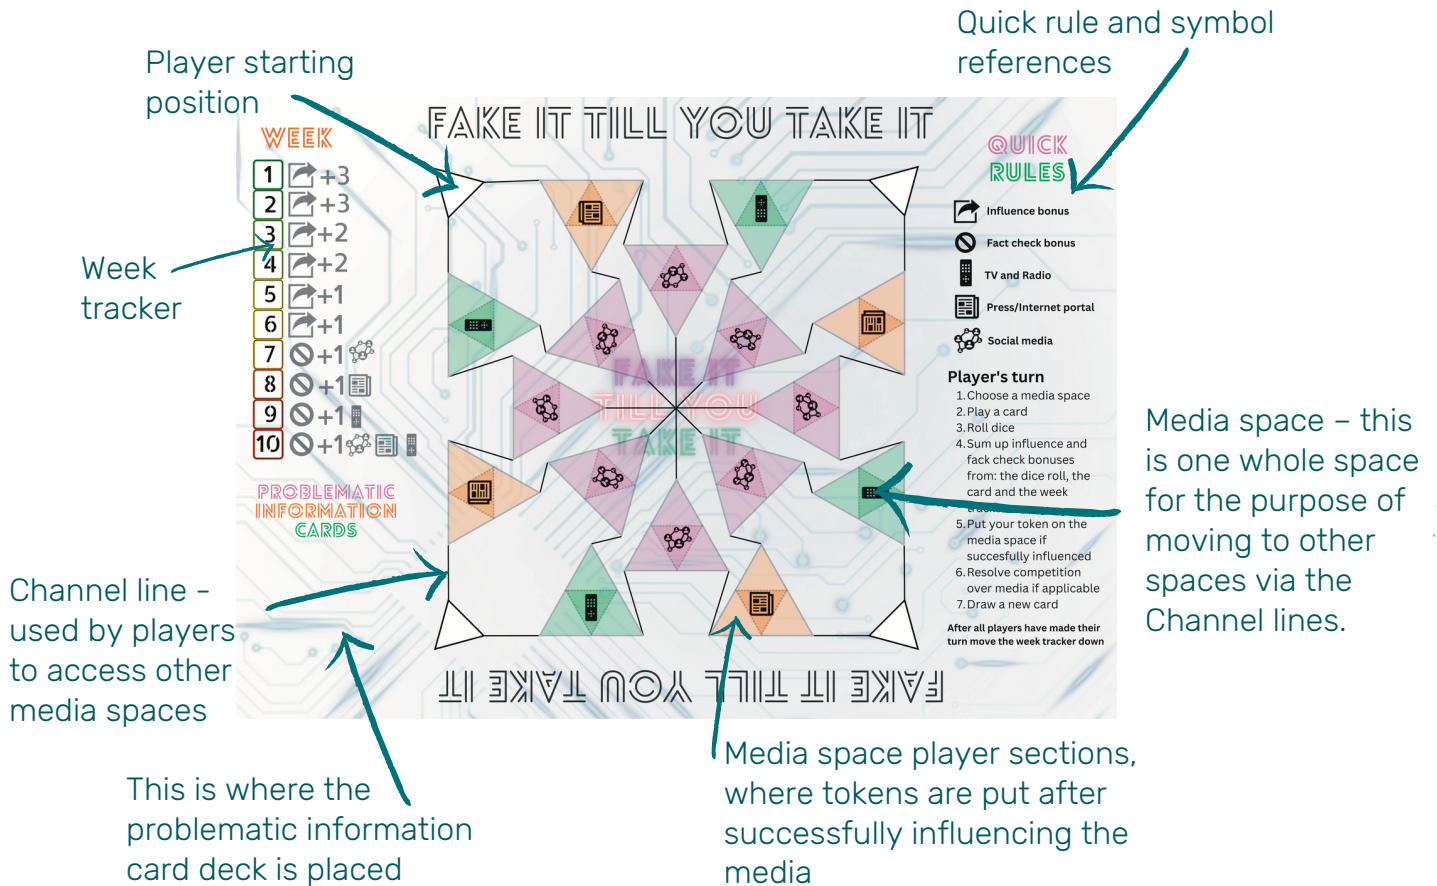 Quick rule and symbol
references
Player starting
position
FAKE IT TILL YOU TAKE IT
WEEK
1 +3
2 +3
3 +2
4 +2
5 +1
6 +1
7 +1
8 +1
9 +1
10 +1
Week
tracker
PROBLEMATIC
INFORMATION
CARDS
FAKE IT
TILL YOU
TAKE IT
QUICK
RULES
Influence bonus
Fact check bonus
TV and Radio
Press/Internet portal
Social media
Player's turn
1. Choose a media space
2. Play a card
3. Roll dice
4. Sum up influence and
fack check bonuses
from: the dice roll, the
card and the week
5. Put your token on the
media space if
succesfully influenced
6. Resolve competition
over media if applicable
7. Draw a new card
After all players have made their
turn move the week tracker down
Media space – this
is one whole space
for the purpose of
moving to other
spaces via the
Channel lines.
Channel line -
used by players
to access other
media spaces
FAKE IT TILL YOU TAKE IT
This is where the
problematic information
card deck is placed
Media space player sections,
where tokens are put after
successfully influencing the
media